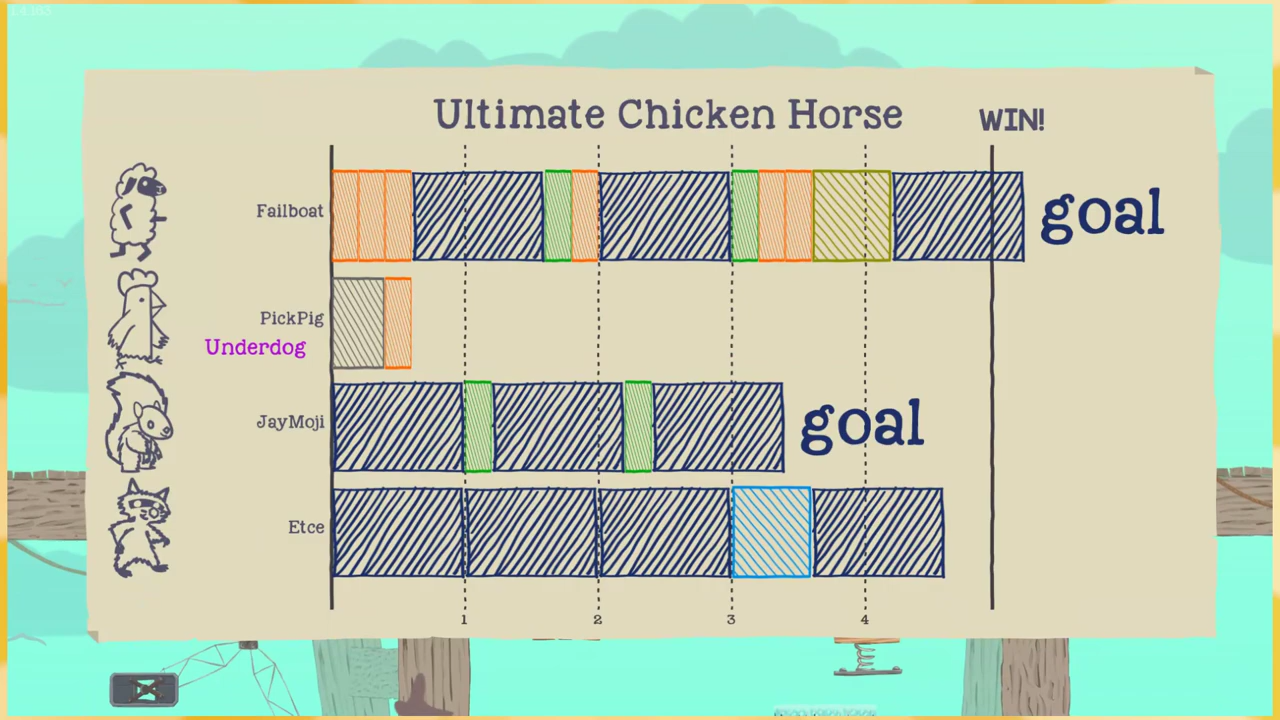 Ultimate Chicken Horse
WIN!
Failboat
goal
PickPig
Underdog
JayMoji
goal
Etce
1 2 3 4